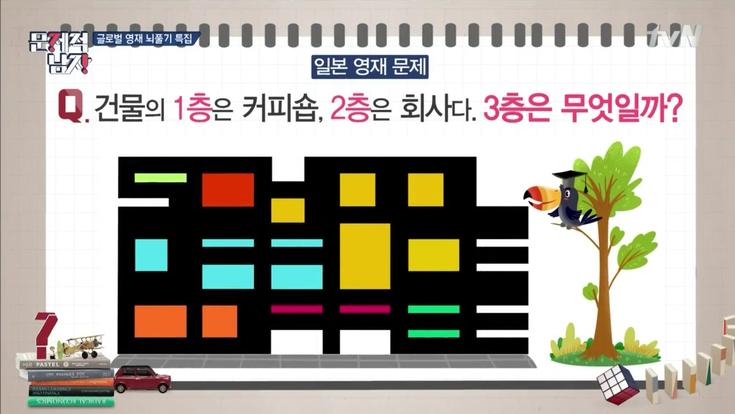 문제적
남자
글로벌 영재 뇌풀기 특집
tvN
일본 영재 문제
Q. 건물의 1층은 커피숍, 2층은 회사다. 3층은 무엇일까?
PASTEL
RADICAL ECONOMICS